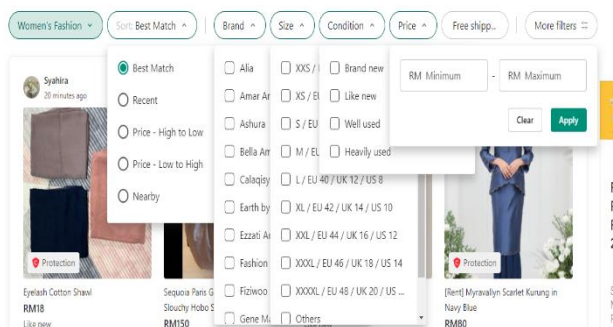 Women's Fashion
Sort: Best Match
Brand
Size
Condition
Price
Free shipp...
More filters
Syahira
20 minutes ago
Best Match
Recent
Price - High to Low
Price - Low to High
Nearby
Alia
Amar Ar
Ashura
Bella Am
Calaqisy
Earth by
Ezzati A
Fashion
Fiziwoo
Gene M
XXS /
XS / EU
S / EU
M / EU
L / EU 40 / UK 12 / US 8
XL / EU 42 / UK 14 / US 10
XXL / EU 44 / UK 16 / US 12
XXXL / EU 46 / UK 18 / US 14
XXXXL / EU 48 / UK 20 / US ...
Others
Brand new
Like new
Well used
Heavily used
RM Minimum - RM Maximum
Clear
Apply
Protection
Protection
Eyelash Cotton Shawl
RM18
Like new
Sequoia Paris G
Slouchy Hobo S
RM150
[Rent] Myravallyn Scarlet Kurung in
Navy Blue
RM80